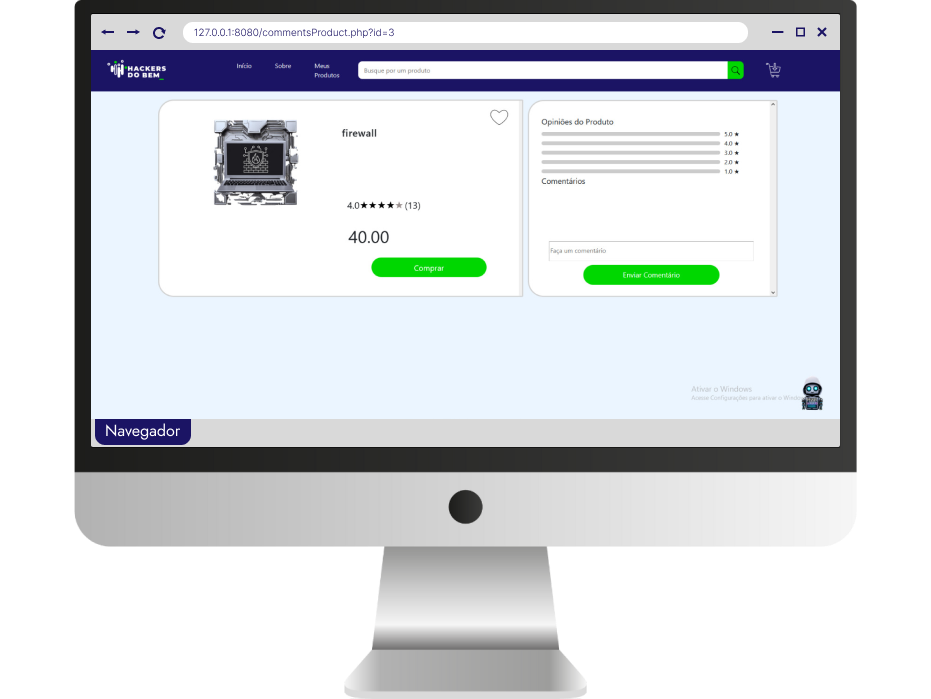 127.0.0.1:8080/commentsProduct.php?id=3
HACKERS
DO BEM_
Início
Sobre
Meus
Produtos
Busque por um produto
firewall
4.0★★★★★ (13)
40.00
Comprar
Opiniões do Produto
5.0 ★
4.0 ★
3.0 ★
2.0 ★
1.0 ★
Comentários
Faça um comentário
Enviar Comentário
Ativar o Windows
Acesse Configurações para ativar o Windows
Navegador